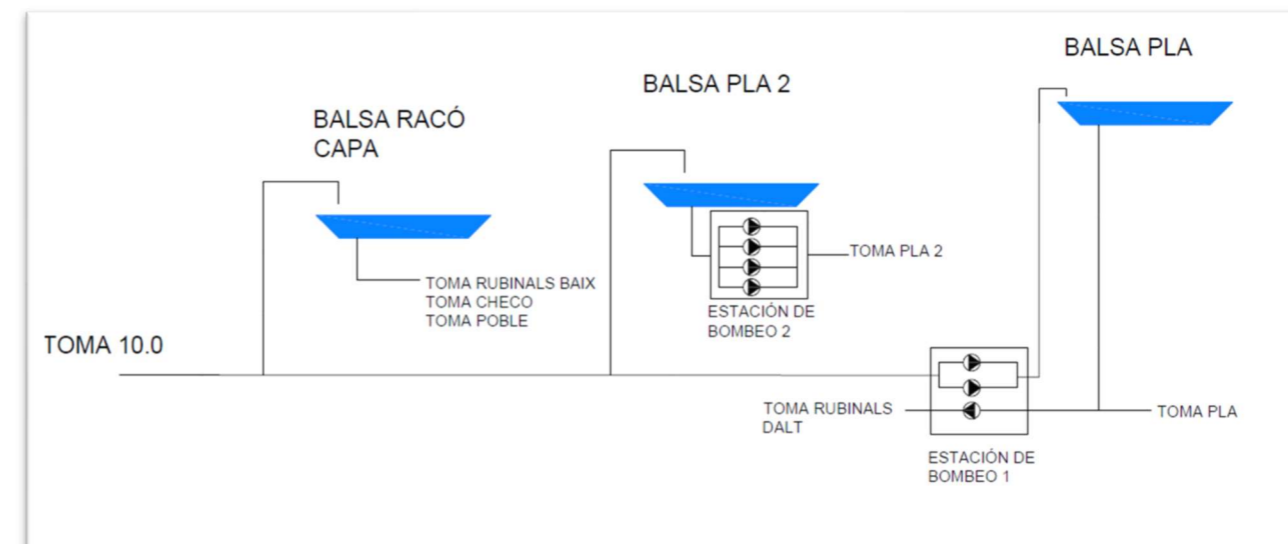 BALSA PLA
BALSA PLA 2
BALSA RACÓ
CAPA
TOMA PLA 2
TOMA RUBINALS BAIX
TOMA CHECO
TOMA POBLE
ESTACIÓN DE
BOMBEO 2
TOMA 10.0
TOMA RUBINALS
DALT
TOMA PLA
ESTACIÓN DE
BOMBEO 1